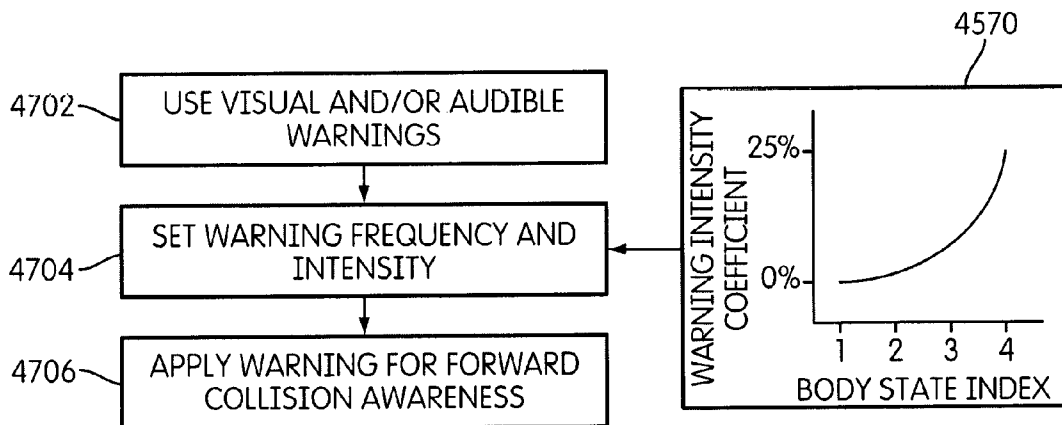 4570
4702
USE VISUAL AND/OR AUDIBLE
WARNINGS
4704
SET WARNING FREQUENCY AND
INTENSITY
4706
APPLY WARNING FOR FORWARD
COLLISION AWARENESS
WARNING INTENSITY
COEFFICIENT
25%
0%
1 2 3 4
BODY STATE INDEX